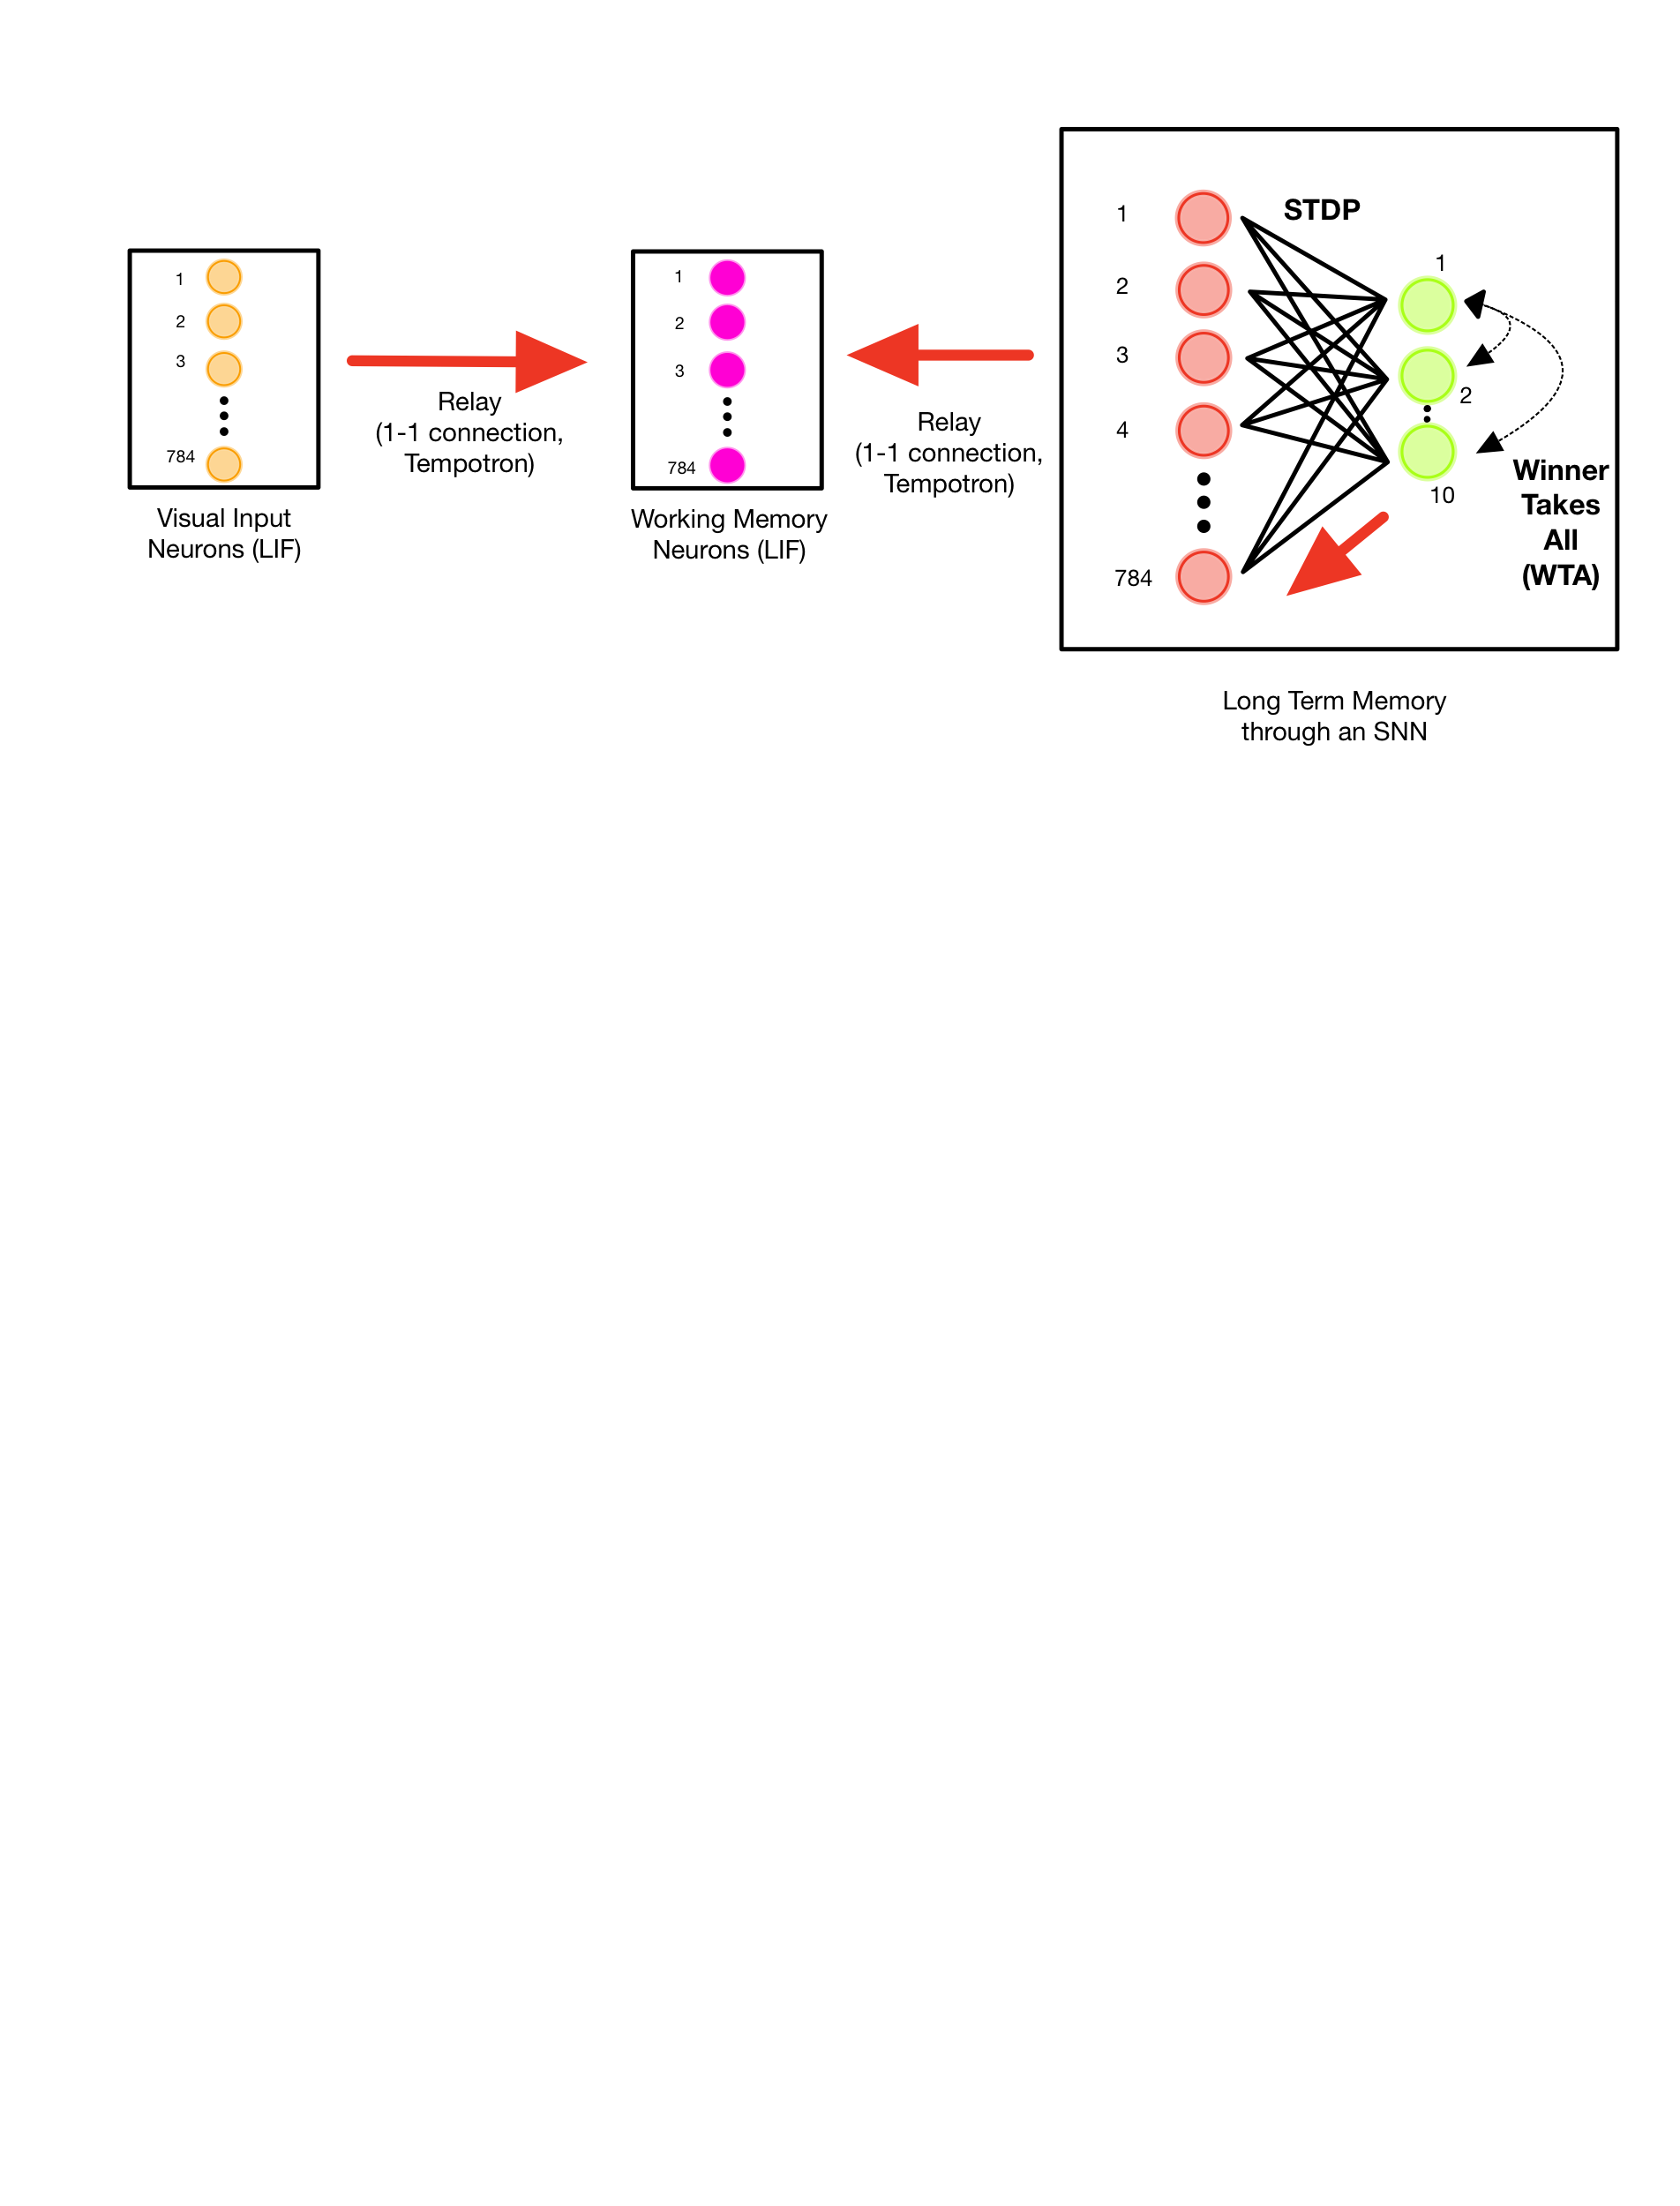 1
2
3
784
Visual Input
Neurons (LIF)
Relay
(1-1 connection,
Tempotron)
1
2
3
784
Working Memory
Neurons (LIF)
Relay
(1-1 connection,
Tempotron)
1
2
3
4
784
STDP
1
2
10
Winner
Takes
All
(WTA)
Long Term Memory
through an SNN